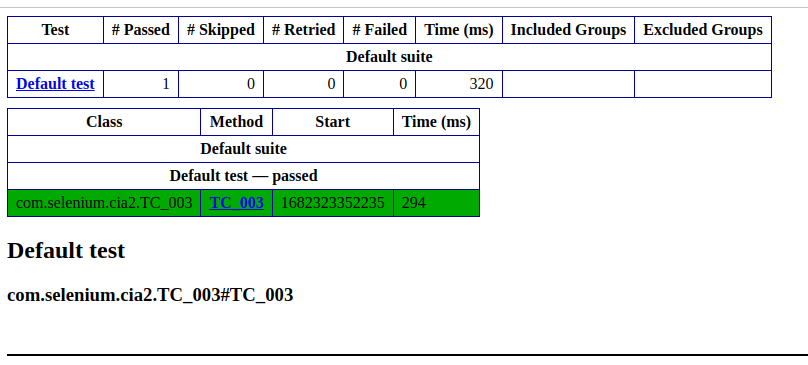 Test # Passed # Skipped # Retried # Failed Time (ms) Included Groups Excluded Groups
Default suite
Default test 1 0 0 0 320
Class Method Start Time (ms)
Default suite
Default test — passed
com.selenium.cia2.TC_003 TC_003 1682323352235 294
Default test
com.selenium.cia2.TC_003#TC_003